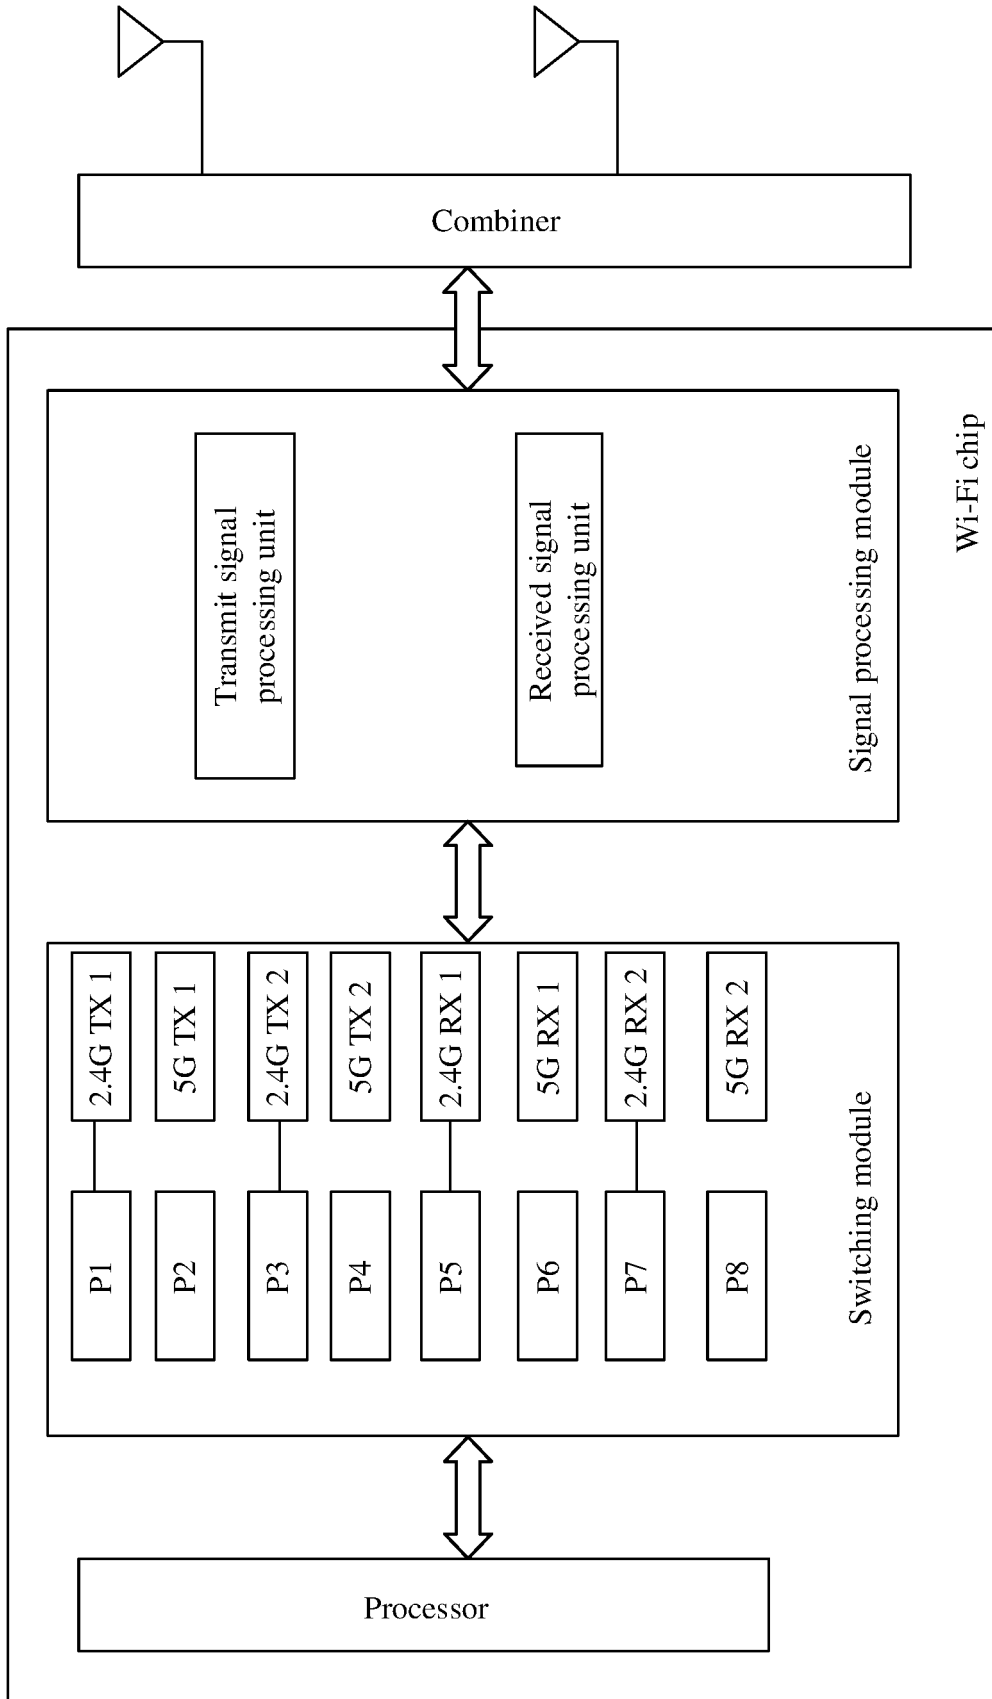 Combiner
Wi-Fi chip
Transmit signal
processing unit
Received signal
processing unit
Signal processing module
2.4G TX 1
5G TX 1
2.4G TX 2
5G TX 2
2.4G RX 1
5G RX 1
2.4G RX 2
5G RX 2
P1
P2
P3
P4
P5
P6
P7
P8
Switching module
Processor